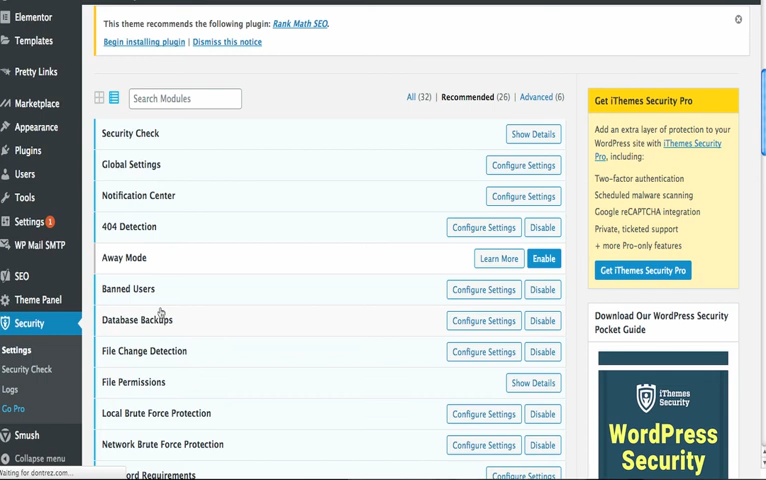 Elementor
Templates
Pretty Links
Marketplace
Appearance
Plugins
Users
Tools
Settings 1
WP Mail SMTP
SEO
Theme Panel
Security
Settings
Security Check
Logs
Go Pro
Smush
Collapse menu
Waiting for dontrez.com...
This theme recommends the following plugin: Rank Math SEO.
Begin installing plugin | Dismiss this notice
Search Modules
All (32) | Recommended (26) | Advanced (6)
Security Check Show Details
Global Settings Configure Settings
Notification Center Configure Settings
404 Detection Configure Settings Disable
Away Mode Learn More Enable
Banned Users Configure Settings Disable
Database Backups Configure Settings Disable
File Change Detection Configure Settings Disable
File Permissions Show Details
Local Brute Force Protection Configure Settings Disable
Network Brute Force Protection Configure Settings Disable
Requirements Configure Settings
Get iThemes Security Pro
Add an extra layer of protection to your
WordPress site with iThemes Security
Pro, including:
Two-factor authentication
Scheduled malware scanning
Google reCAPTCHA integration
Private, ticketed support
+ more Pro-only features
Get iThemes Security Pro
Download Our WordPress Security
Pocket Guide
iThemes
Security
WordPress
Security